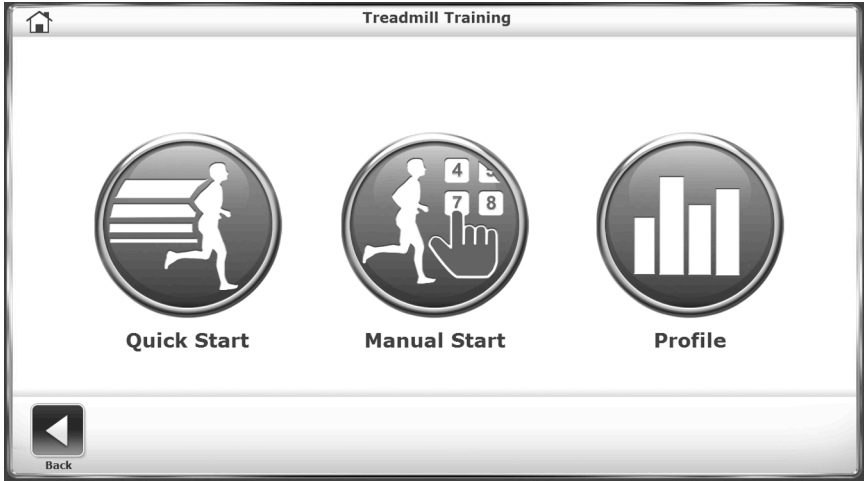 Treadmill Training
4
7 8
Quick Start
Manual Start
Profile
Back